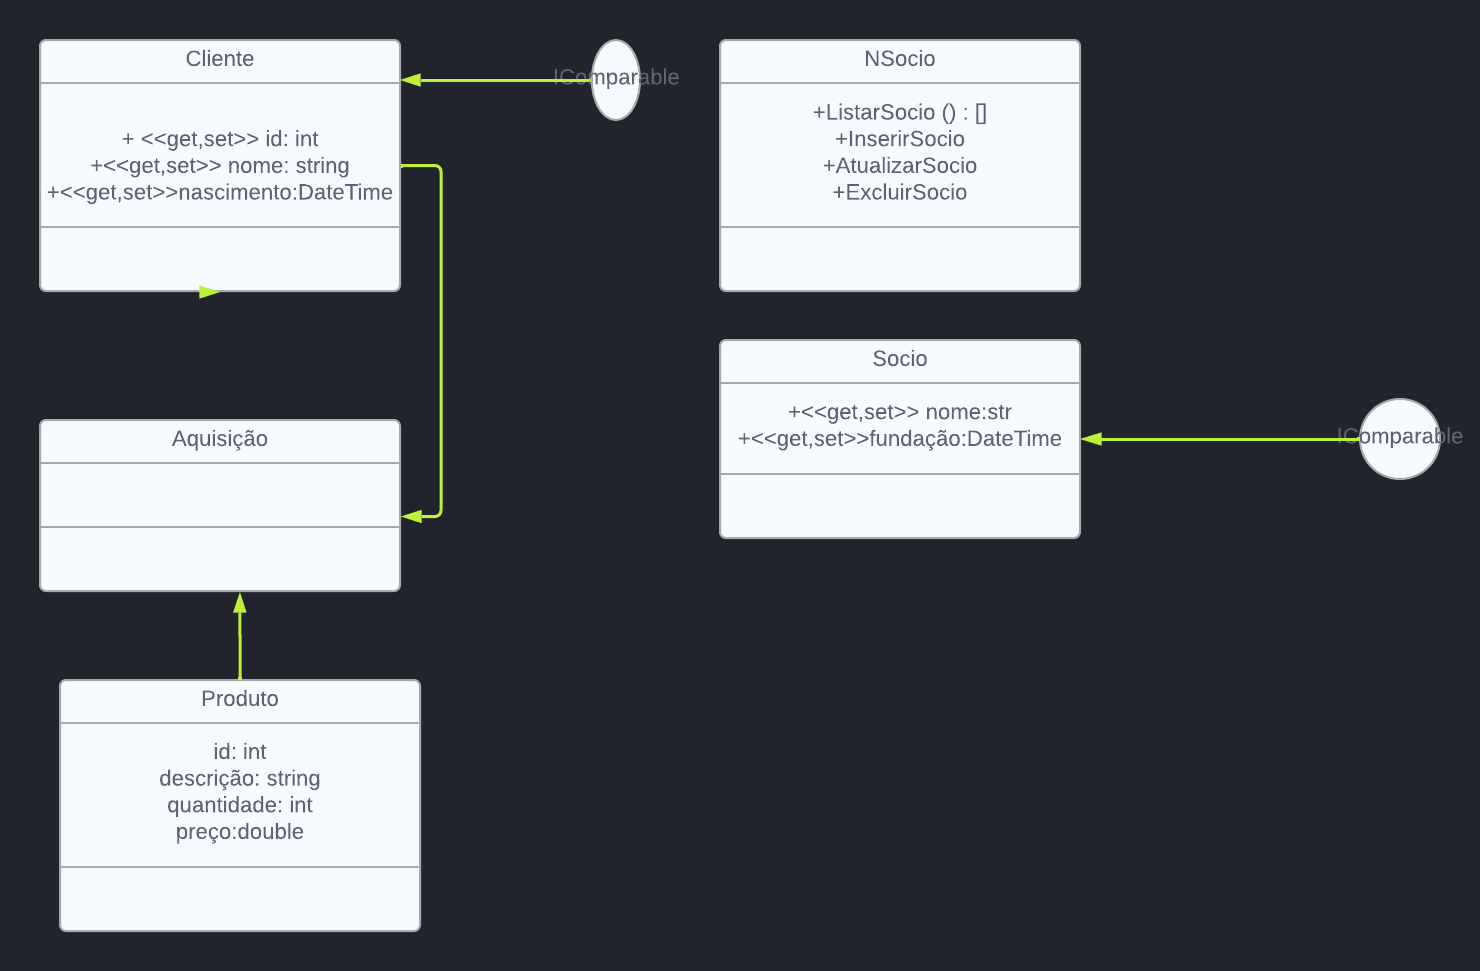 Cliente
+ <<get,set>> id: int
+<<get,set>> nome: string
+<<get,set>>nascimento:DateTime
IComparable
NSocio
+ListarSocio () : []
+InserirSocio
+AtualizarSocio
+ExcluirSocio
Socio
+<<get,set>> nome:str
+<<get,set>>fundação:DateTime
IComparable
Aquisição
Produto
id: int
descrição: string
quantidade: int
preço:double